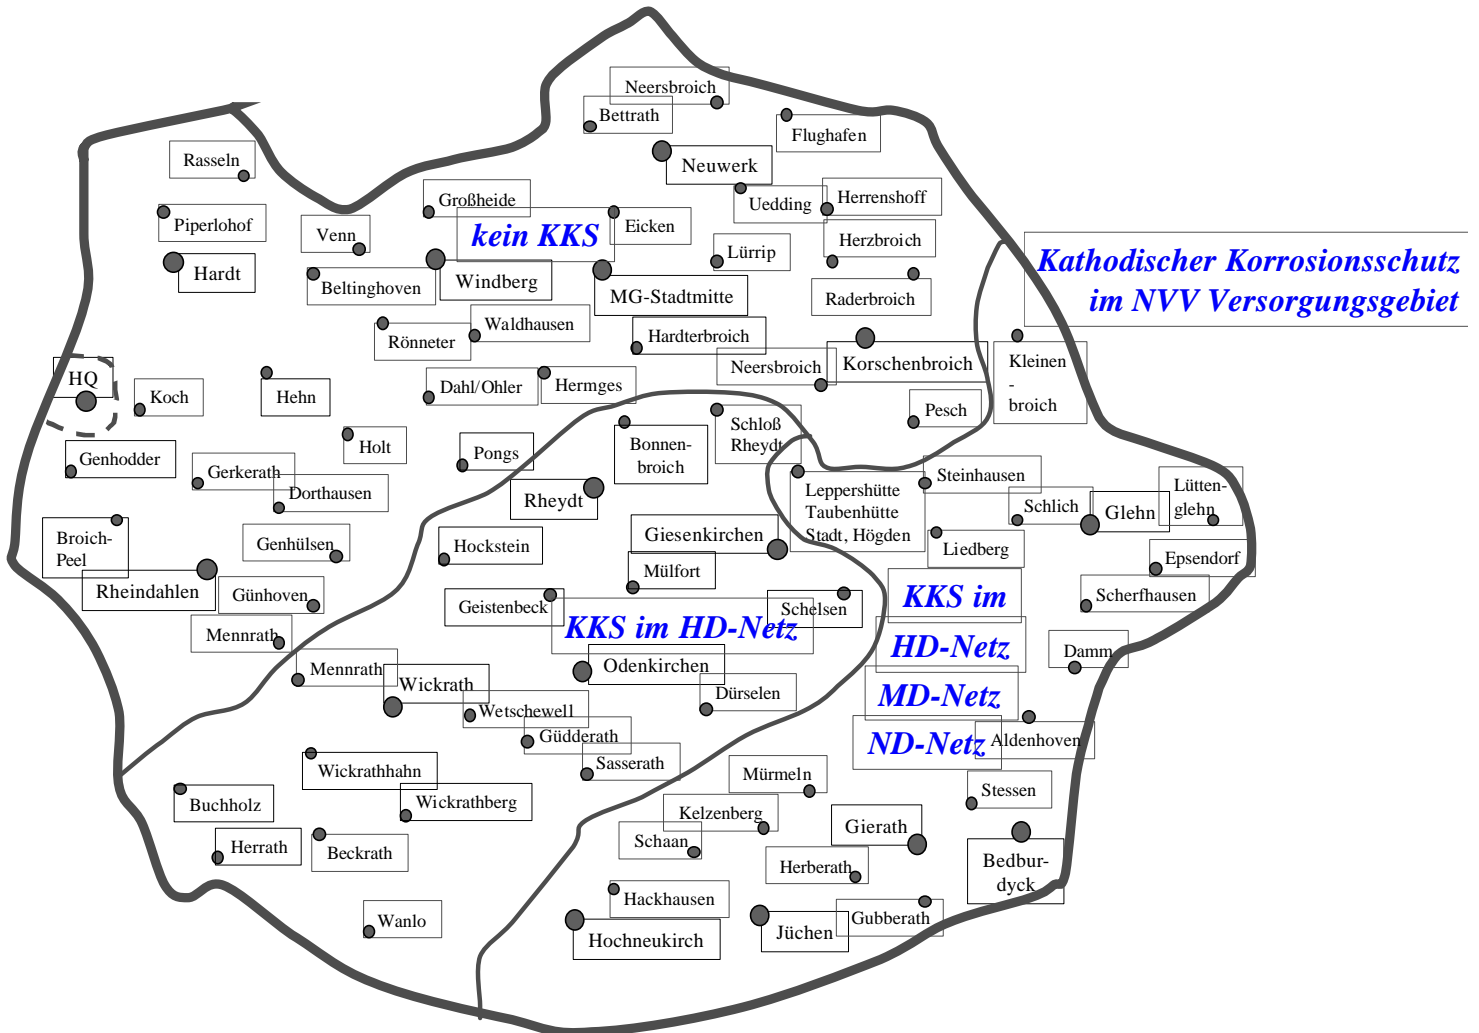 Neersbroich
Bettrath
Flughafen
Rasseln
Neuwerk
Großheide
Uedding
Herrenshoff
Piperlohof
Venn
kein KKS
Eicken
Lürrip
Herzbroich
Kathodischer Korrosionsschutz
im NVV Versorgungsgebiet
Hardt
Beltinghoven
Windberg
MG-Stadtmitte
Raderbroich
Rönneter
Waldhausen
Hardterbroich
Neersbroich
Korschenbroich
Kleinen
-
broich
HQ
Koch
Hehn
Dahl/Ohler
Hermges
Pesch
Schloß
Rheydt
Genhodder
Gerkerath
Holt
Pongs
Bonnen-
broich
Dorthausen
Rheydt
Leppershütte
Taubenhütte
Stadt, Högden
Steinhausen
Schlich
Glehn
Lütten-
glehn
Broich-
Peel
Genhülsen
Hockstein
Giesenkirchen
Liedberg
Epsendorf
Rheindahlen
Günhoven
Mülfort
Geistenbeck
Schelsen
Scherfhausen
KKS im HD-Netz
KKS im
HD-Netz
MD-Netz
ND-Netz
Mennrath
Mennrath
Wickrath
Odenkirchen
Damm
Wetschewell
Dürselen
Güdderath
Aldenhoven
Sasserath
Wickrathhahn
Mürmeln
Stessen
Buchholz
Wickrathberg
Kelzenberg
Gierath
Herrath
Beckrath
Schaan
Herberath
Bedbur-
dyck
Hackhausen
Wanlo
Hochneukirch
Jüchen
Gubberath